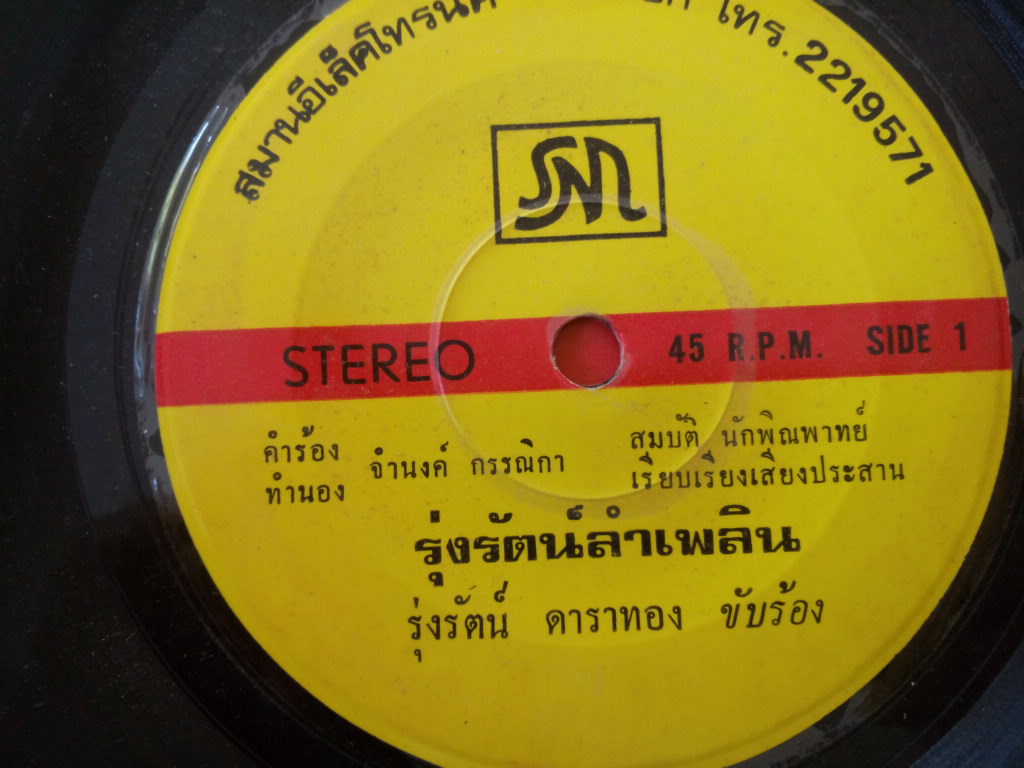 สมานอีเล็คโทรนิค โทร.2219571
SM
STEREO 45 R.P.M. SIDE 1
คำร้อง
ทำนอง
จำนงค์ กรรณิกา
สมบัติ นักพิณพาทย์
เรียบเรียงเสียงประสาน
รุ่งรัตน์ลำเพลิน
รุ่งรัตน์ ดาราทอง ขับร้อง